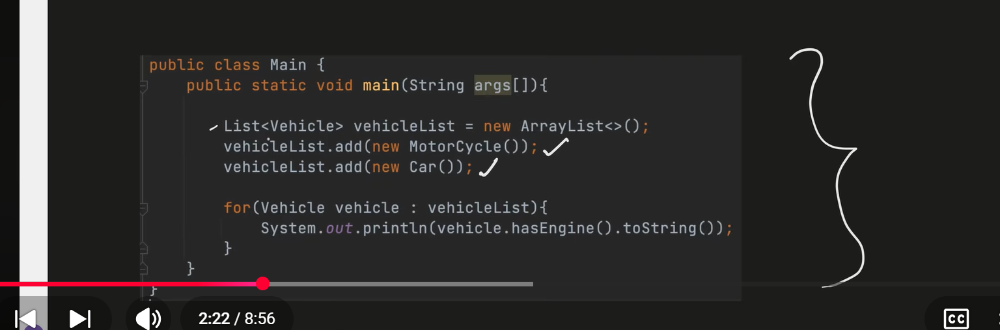 public class Main {
public static void main(String args[]){
List<Vehicle> vehicleList = new ArrayList<>();
vehicleList.add(new MotorCycle());
vehicleList.add(new Car());
for(Vehicle vehicle : vehicleList){
System.out.println(vehicle.hasEngine().toString());
}
}
}
2:22 / 8:56
CC